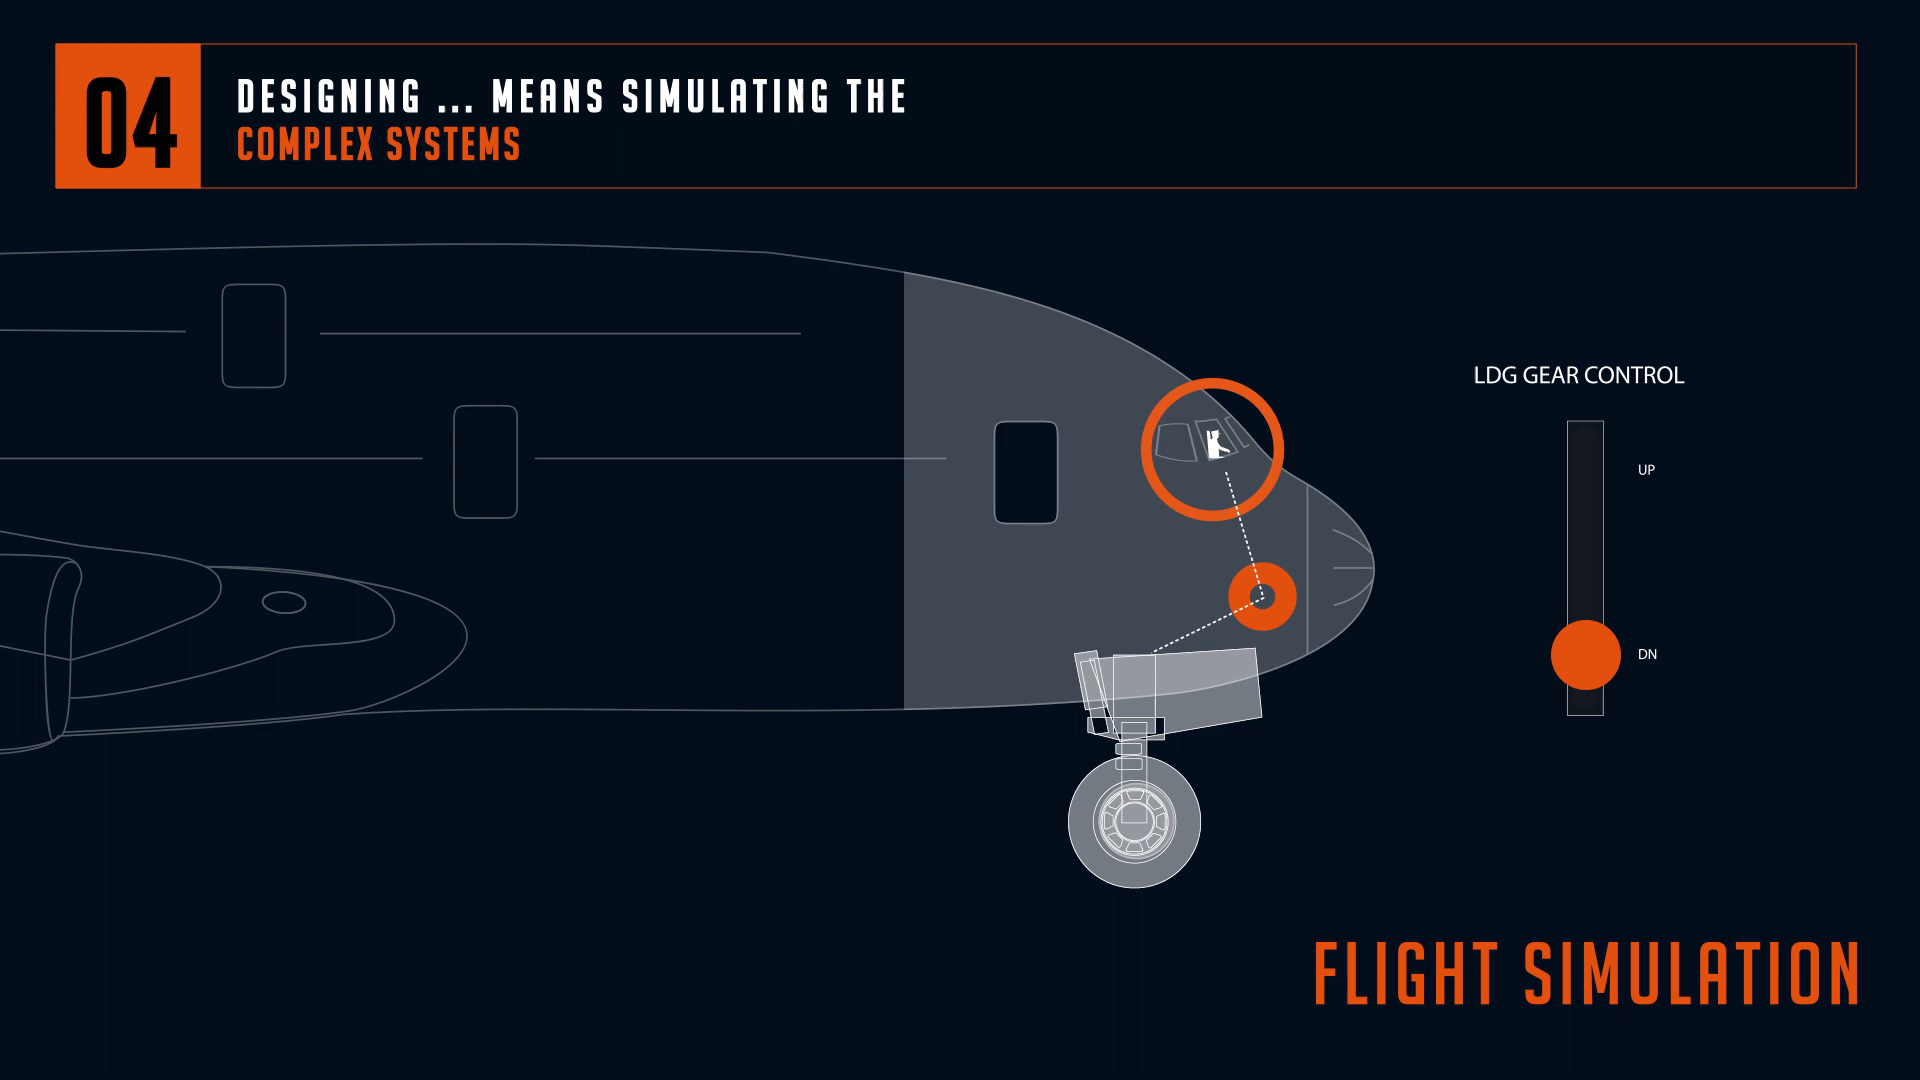 04
DESIGNING ... MEANS SIMULATING THE
COMPLEX SYSTEMS
LDG GEAR CONTROL
UP
DN
FLIGHT SIMULATION